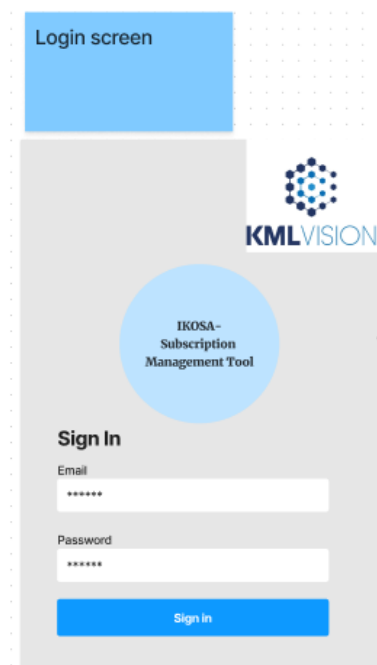 Login screen
KMLVISION
IKOSA-
Subscription
Management Tool
Sign In
Email
******
Password
******
Sign in